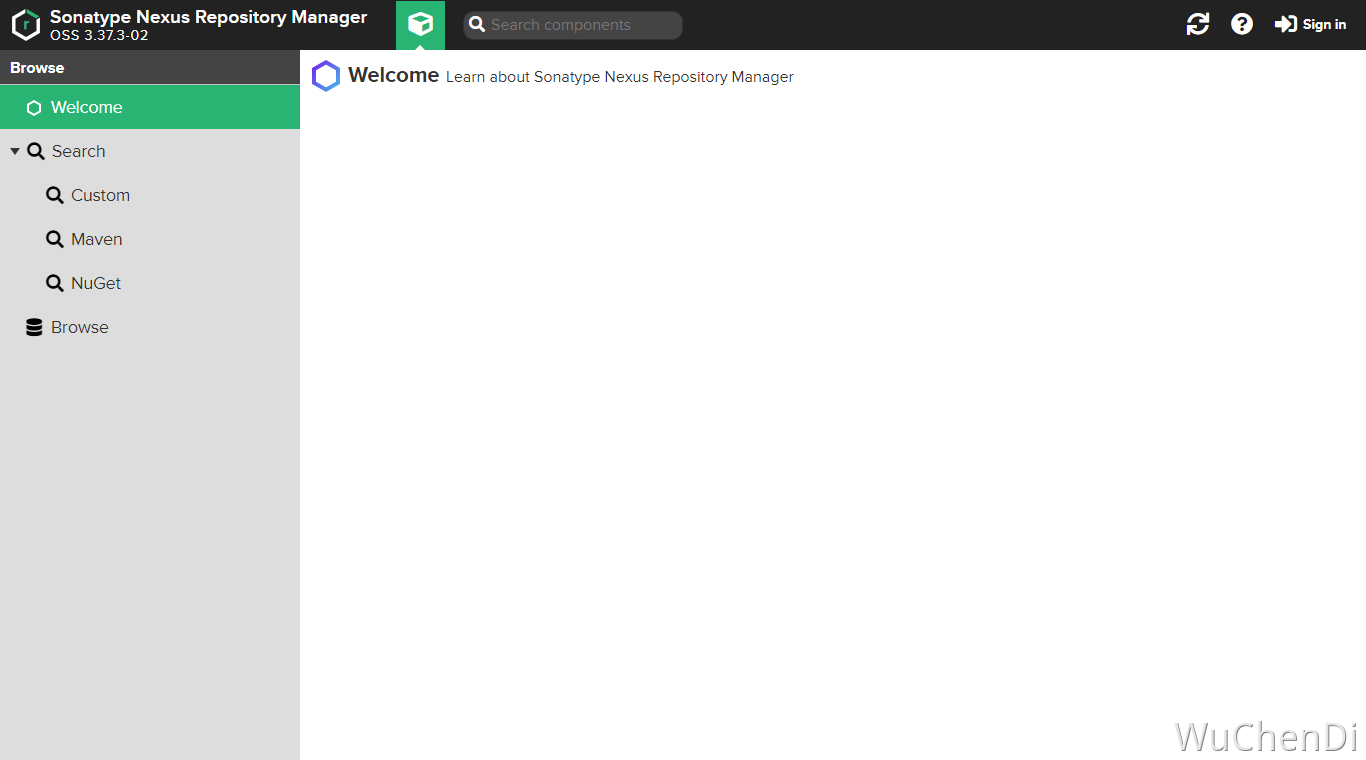 Sonatype Nexus Repository Manager
OSS 3.37.3-02
Search components
Sign in
Browse
Welcome
Search
Custom
Maven
NuGet
Browse
Welcome Learn about Sonatype Nexus Repository Manager
WuChenDi